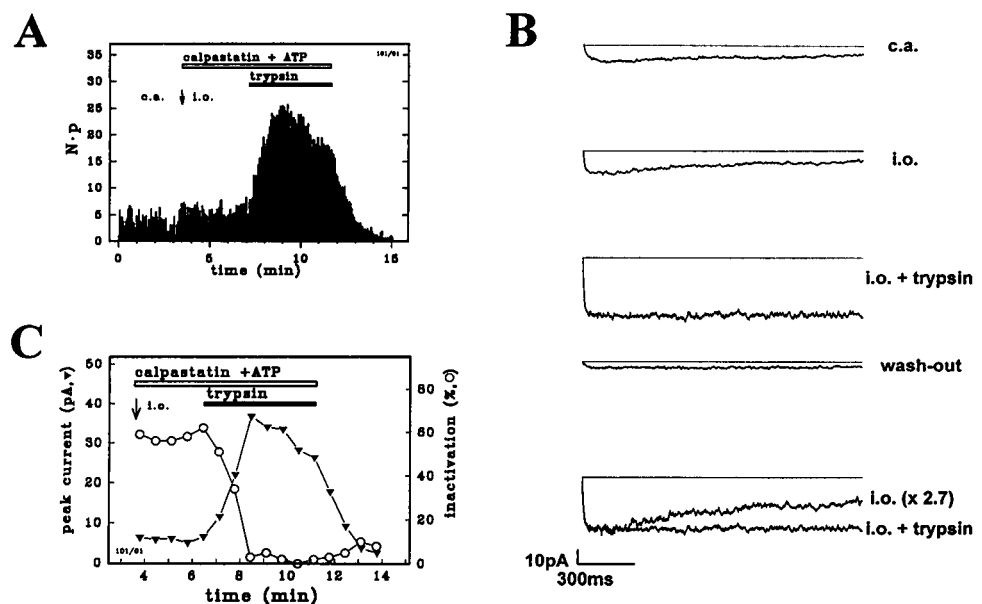 A
35
30
25
20
15
10
5
0
N·p
calpastatin + ATP
101/01
trypsin
c.a.
i.o.
0
5
10
15
time (min)
B
c.a.
i.o.
i.o. + trypsin
wash-out
i.o. (x 2.7)
i.o. + trypsin
10pA
300ms
C
50
40
30
20
10
0
peak current (pA,▼)
calpastatin +ATP
trypsin
i.o.
101/01
80
60
40
20
0
inactivation (%,○)
4
6
8
10
12
14
time (min)